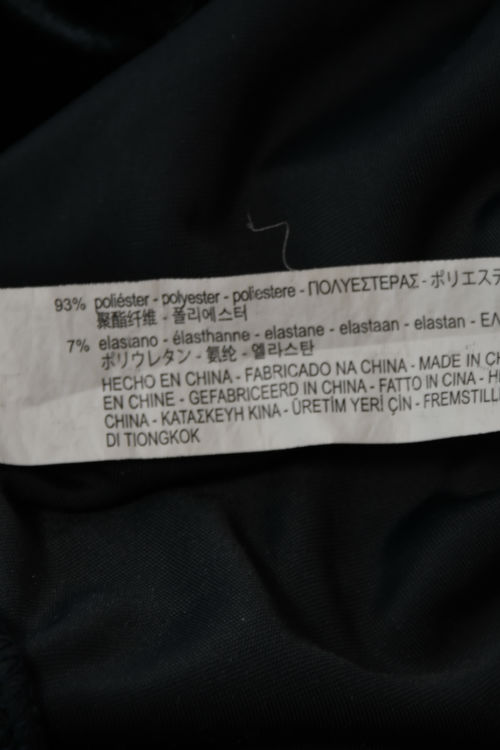 93% poliéster - polyester - poliestere - ΠΟΛΥΕΣΤΕΡΑΣ - ポリエステ
聚酯纤维 - 폴리에스터
7% elastano - élasthanne - elastane - elastaan - elastan - ΕΛ
ポリウレタン - 氨纶 - 엘라스탄
HECHO EN CHINA - FABRICADO NA CHINA - MADE IN CH
EN CHINE - GEFABRICEERD IN CHINA - FATTO IN CINA - H
CHINA - ΚΑΤΑΣΚΕΥΗ ΚΙΝΑ - ÜRETİM YERİ ÇİN - FREMSTILL
DI TIONGKOK